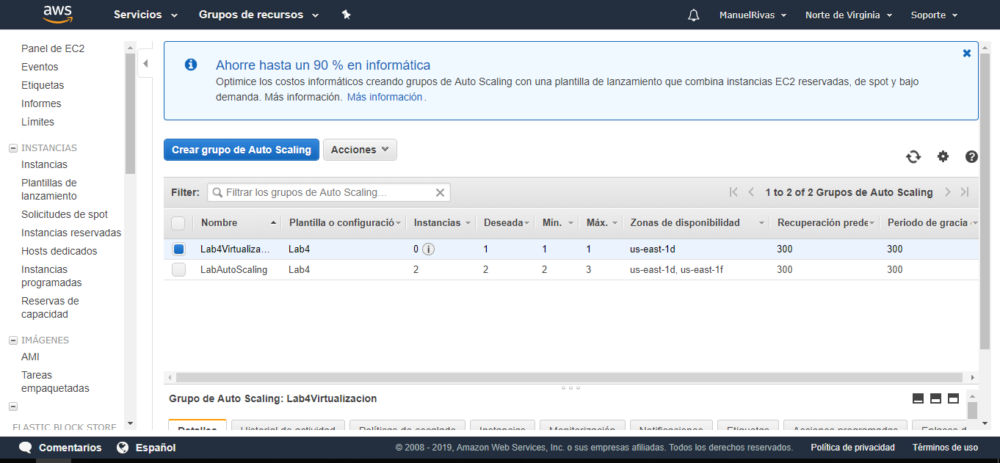 aws Servicios Grupos de recursos ManuelRivas Norte de Virginia Soporte
Panel de EC2
Eventos
Etiquetas
Informes
Límites
INSTANCIAS
Instancias
Plantillas de
lanzamiento
Solicitudes de spot
Instancias reservadas
Hosts dedicados
Instancias
programadas
Reservas de
capacidad
IMÁGENES
AMI
Tareas
empaquetadas
ELASTIC BLOCK STORE
Ahorre hasta un 90 % en informática
Optimice los costos informáticos creando grupos de Auto Scaling con una plantilla de lanzamiento que combina instancias EC2 reservadas, de spot y bajo
demanda. Más información. Más información.
Crear grupo de Auto Scaling Acciones
Filter: Filtrar los grupos de Auto Scaling... 1 to 2 of 2 Grupos de Auto Scaling
Nombre Plantilla o configuració Instancias Deseada Mín. Máx. Zonas de disponibilidad Recuperación prede Periodo de gracia
Lab4Virtualiza... Lab4 0 1 1 1 us-east-1d 300 300
LabAutoScaling Lab4 2 2 2 3 us-east-1d, us-east-1f 300 300
Grupo de Auto Scaling: Lab4Virtualizacion
Detalles Historial de actividad Políticas de escalado Instancias Monitorización Notificaciones Etiquetas Acciones programadas Enlaces d
Comentarios Español © 2008 - 2019, Amazon Web Services, Inc. o sus empresas afiliadas. Todos los derechos reservados. Política de privacidad Términos de uso